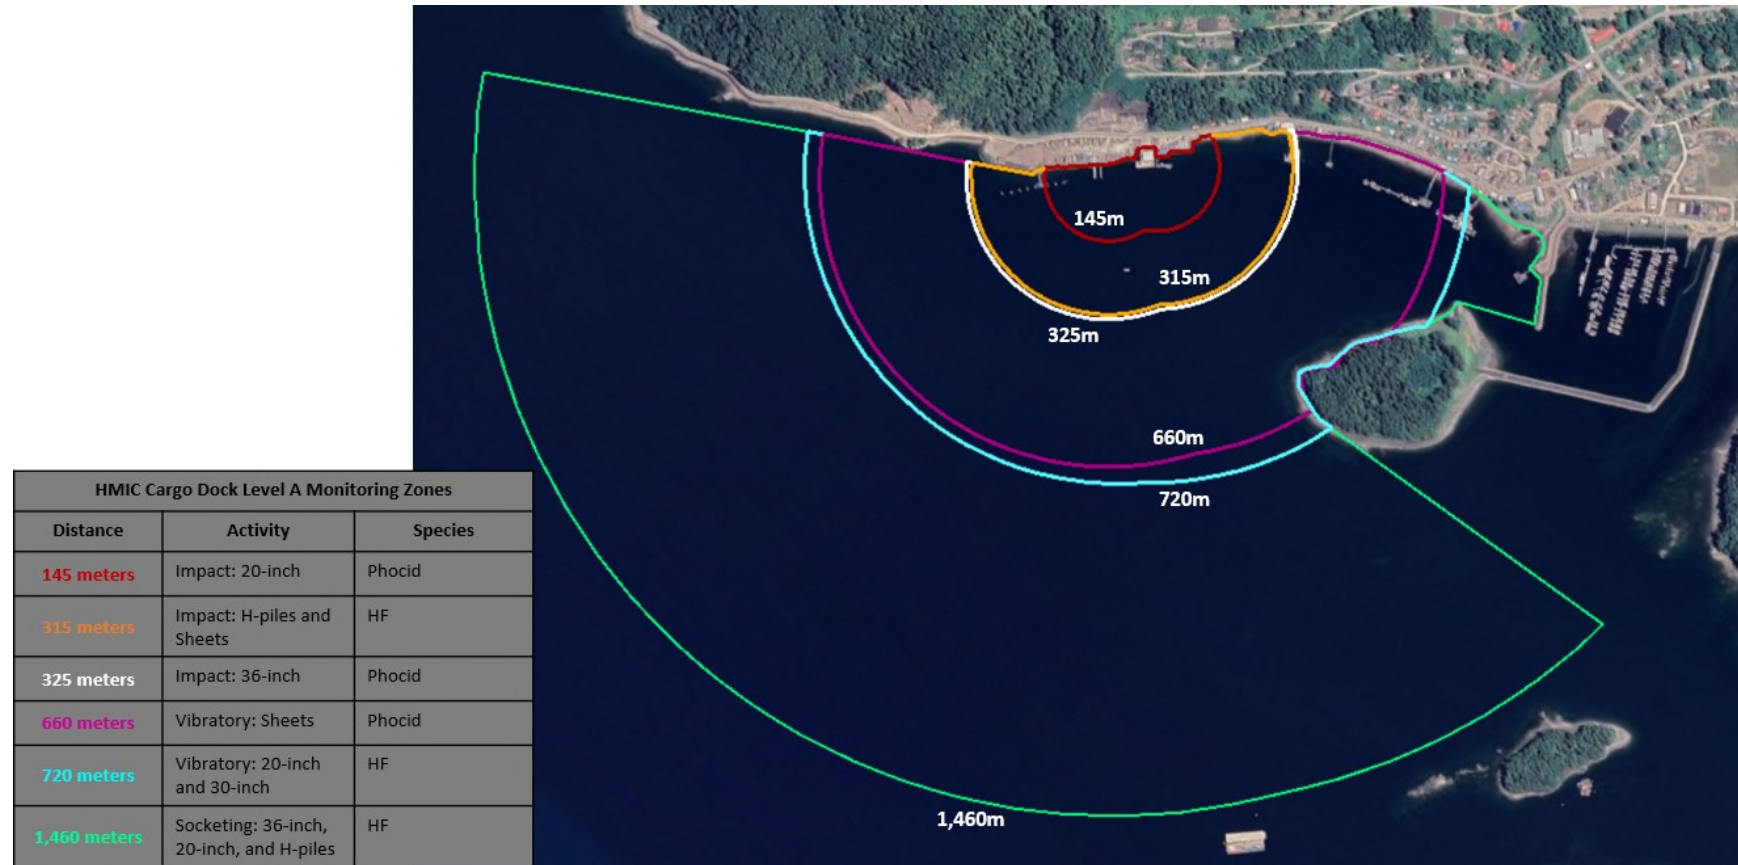 145m
315m
325m
660m
720m
1,460m
HMIC Cargo Dock Level A Monitoring Zones
Distance Activity Species
145 meters Impact: 20-inch Phocid
315 meters Impact: H-piles and HF
Sheets
325 meters Impact: 36-inch Phocid
660 meters Vibratory: Sheets Phocid
720 meters Vibratory: 20-inch HF
and 30-inch
1,460 meters Socketing: 36-inch, HF
20-inch, and H-piles